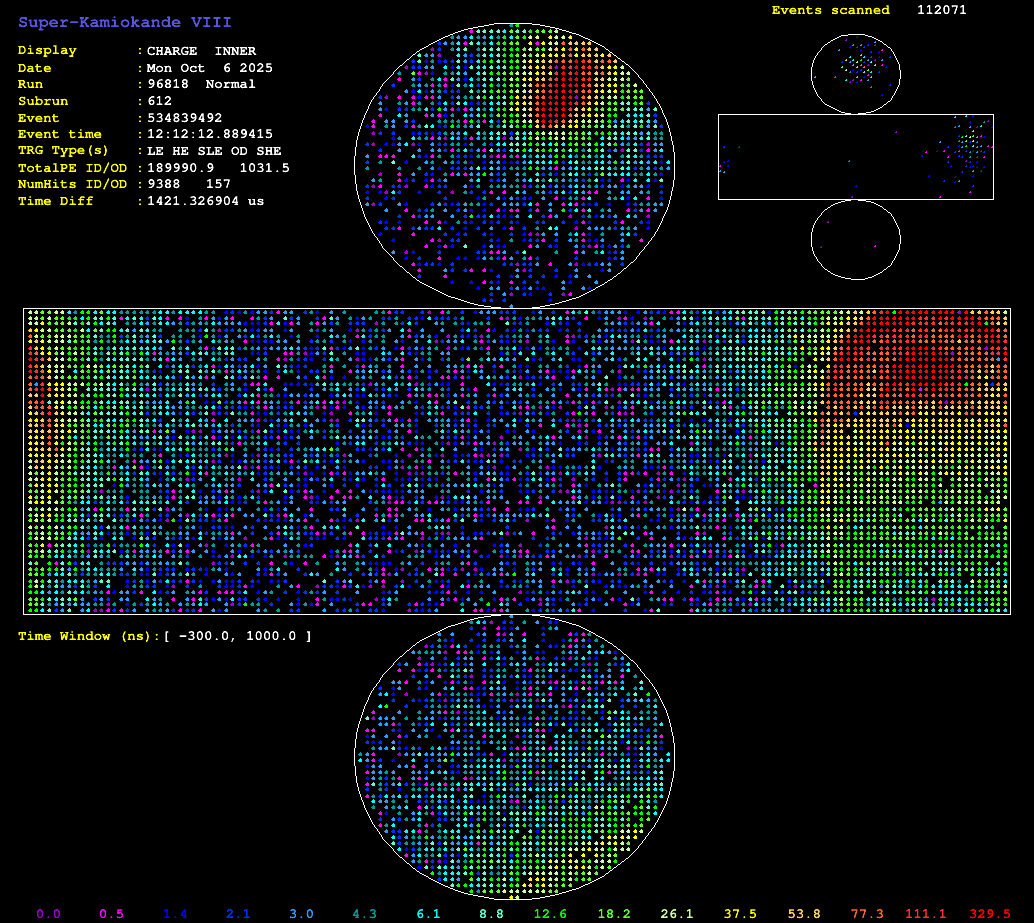 Super-Kamiokande VIII
Display : CHARGE INNER
Date : Mon Oct 6 2025
Run : 96818 Normal
Subrun : 612
Event : 534839492
Event time : 12:12:12.889415
TRG Type(s) : LE HE SLE OD SHE
TotalPE ID/OD : 189990.9 1031.5
NumHits ID/OD : 9388 157
Time Diff : 1421.326904 us
Events scanned 112071
Time Window (ns):[ -300.0, 1000.0 ]
0.0 0.5 1.4 2.1 3.0 4.3 6.1 8.8 12.6 18.2 26.1 37.5 53.8 77.3 111.1 329.5